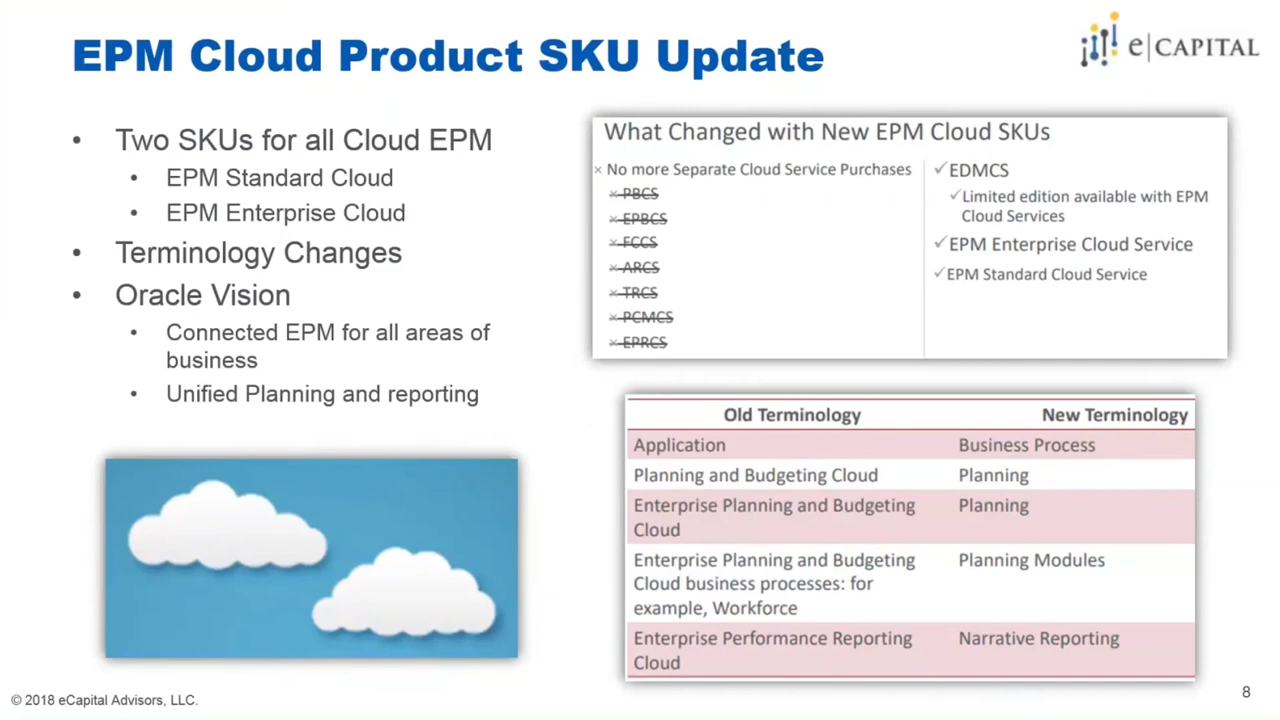 EPM Cloud Product SKU Update
e|CAPITAL
• Two SKUs for all Cloud EPM
• EPM Standard Cloud
• EPM Enterprise Cloud
• Terminology Changes
• Oracle Vision
• Connected EPM for all areas of
business
• Unified Planning and reporting
What Changed with New EPM Cloud SKUs
× No more Separate Cloud Service Purchases
× PBCS
× EPBCS
× FCCS
× ARCS
× TRCS
× PCMCS
× EPRCS
✓EDMCS
✓Limited edition available with EPM
Cloud Services
✓EPM Enterprise Cloud Service
✓EPM Standard Cloud Service
Old Terminology New Terminology
Application Business Process
Planning and Budgeting Cloud Planning
Enterprise Planning and Budgeting Planning
Cloud
Enterprise Planning and Budgeting Planning Modules
Cloud business processes: for
example, Workforce
Enterprise Performance Reporting Narrative Reporting
Cloud
© 2018 eCapital Advisors, LLC.
8